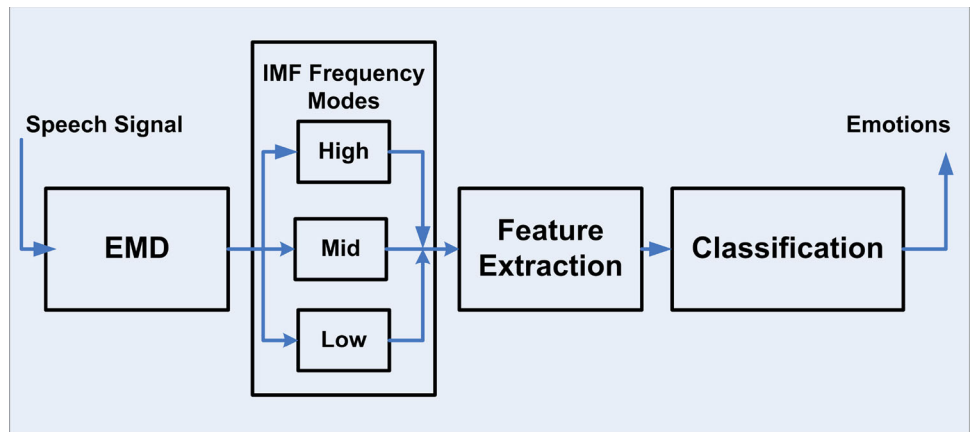 IMF Frequency
Modes
Speech Signal
Emotions
High
EMD
Mid
Feature
Extraction
Classification
Low